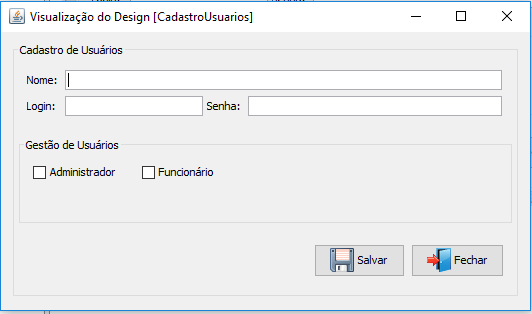 Visualização do Design [CadastroUsuarios]
Cadastro de Usuários
Nome:
Login: Senha:
Gestão de Usuários
Administrador Funcionário
Salvar Fechar